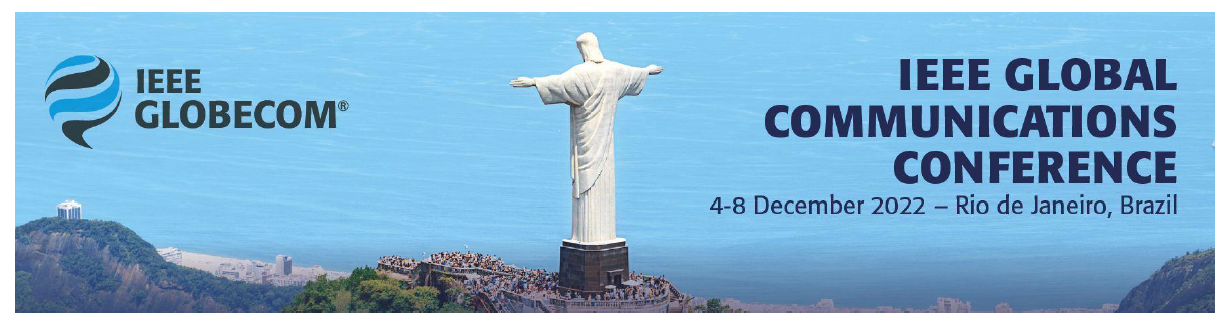 IEEE
GLOBECOM®
IEEE GLOBAL
COMMUNICATIONS
CONFERENCE
4-8 December 2022 – Rio de Janeiro, Brazil